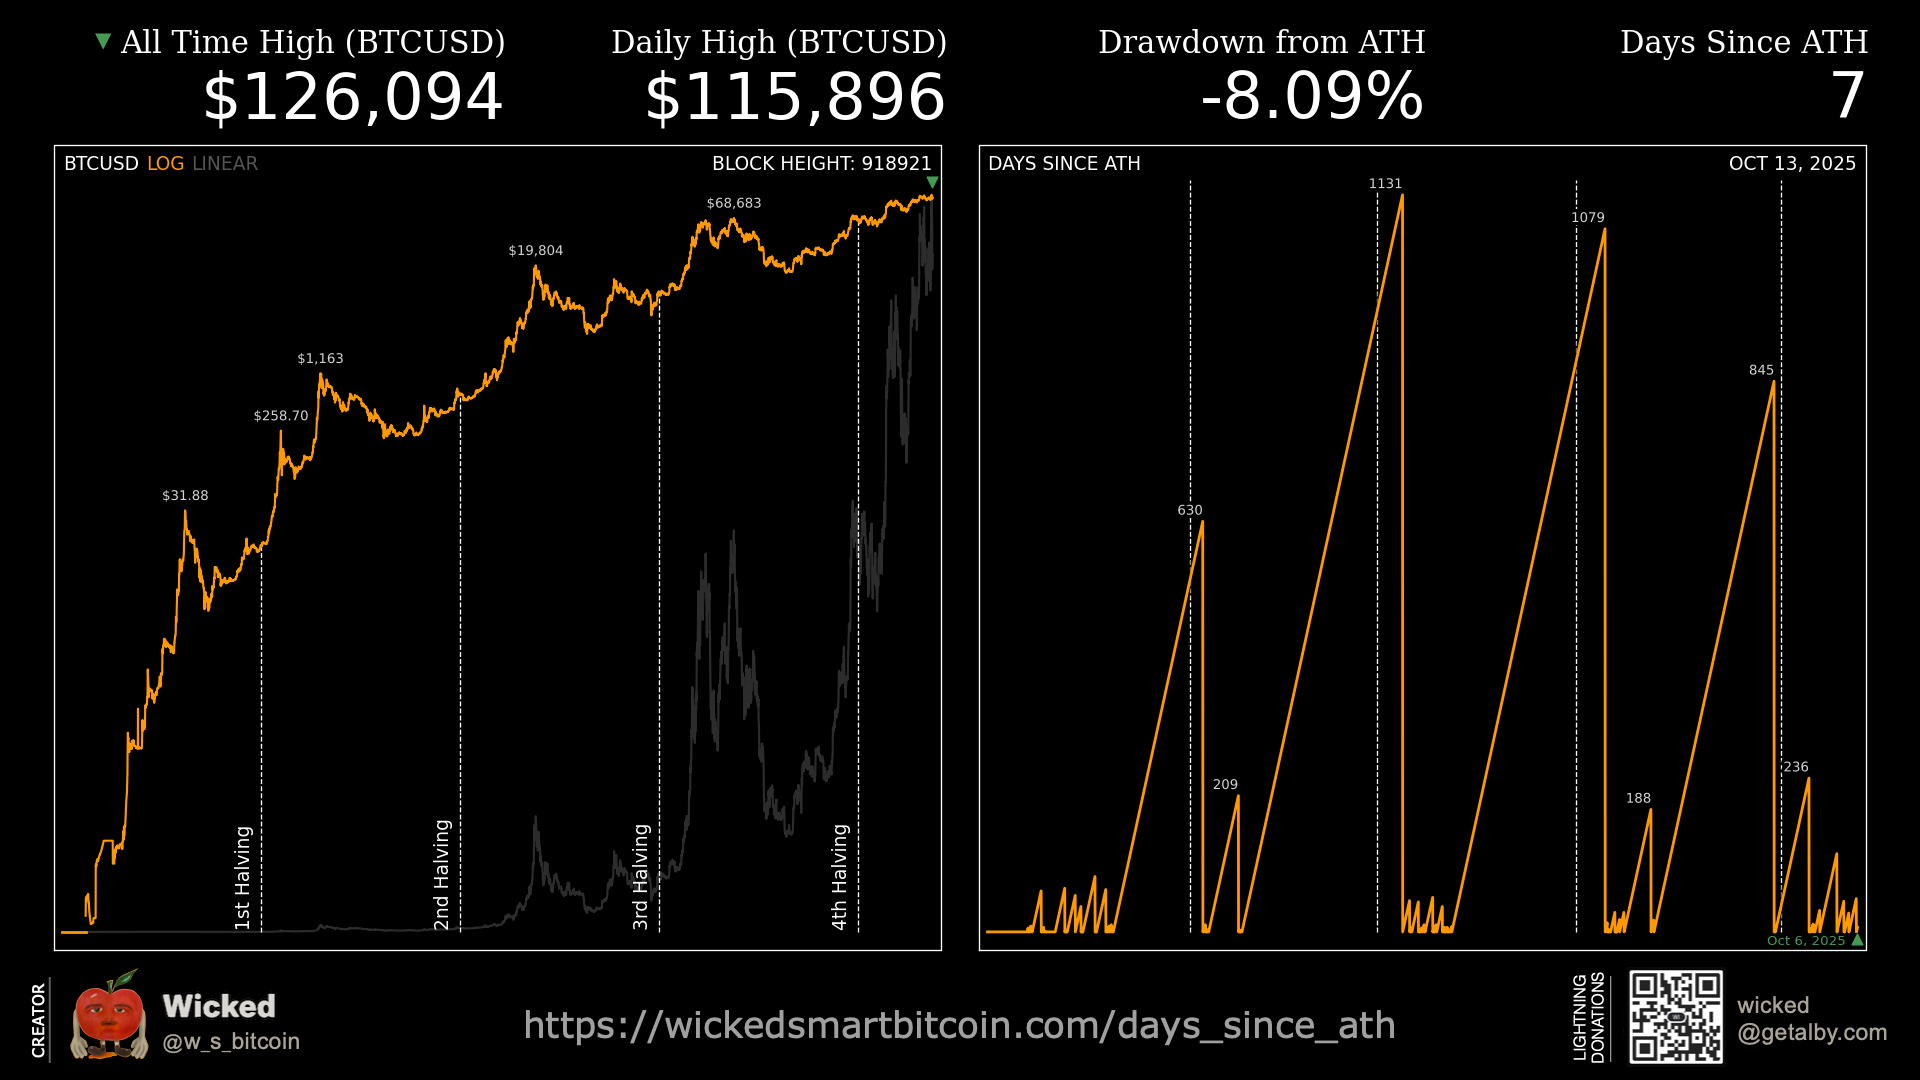 ▼ All Time High (BTCUSD)
$126,094
Daily High (BTCUSD)
$115,896
Drawdown from ATH
-8.09%
Days Since ATH
7
BTCUSD LOG LINEAR
BLOCK HEIGHT: 918921
$31.88
$258.70
$1,163
$19,804
$68,683
1st Halving
2nd Halving
3rd Halving
4th Halving
DAYS SINCE ATH
OCT 13, 2025
630
209
1131
1079
188
845
236
Oct 6, 2025
CREATOR
Wicked
@w_s_bitcoin
https://wickedsmartbitcoin.com/days_since_ath
LIGHTNING
DONATIONS
wicked
@getalby.com